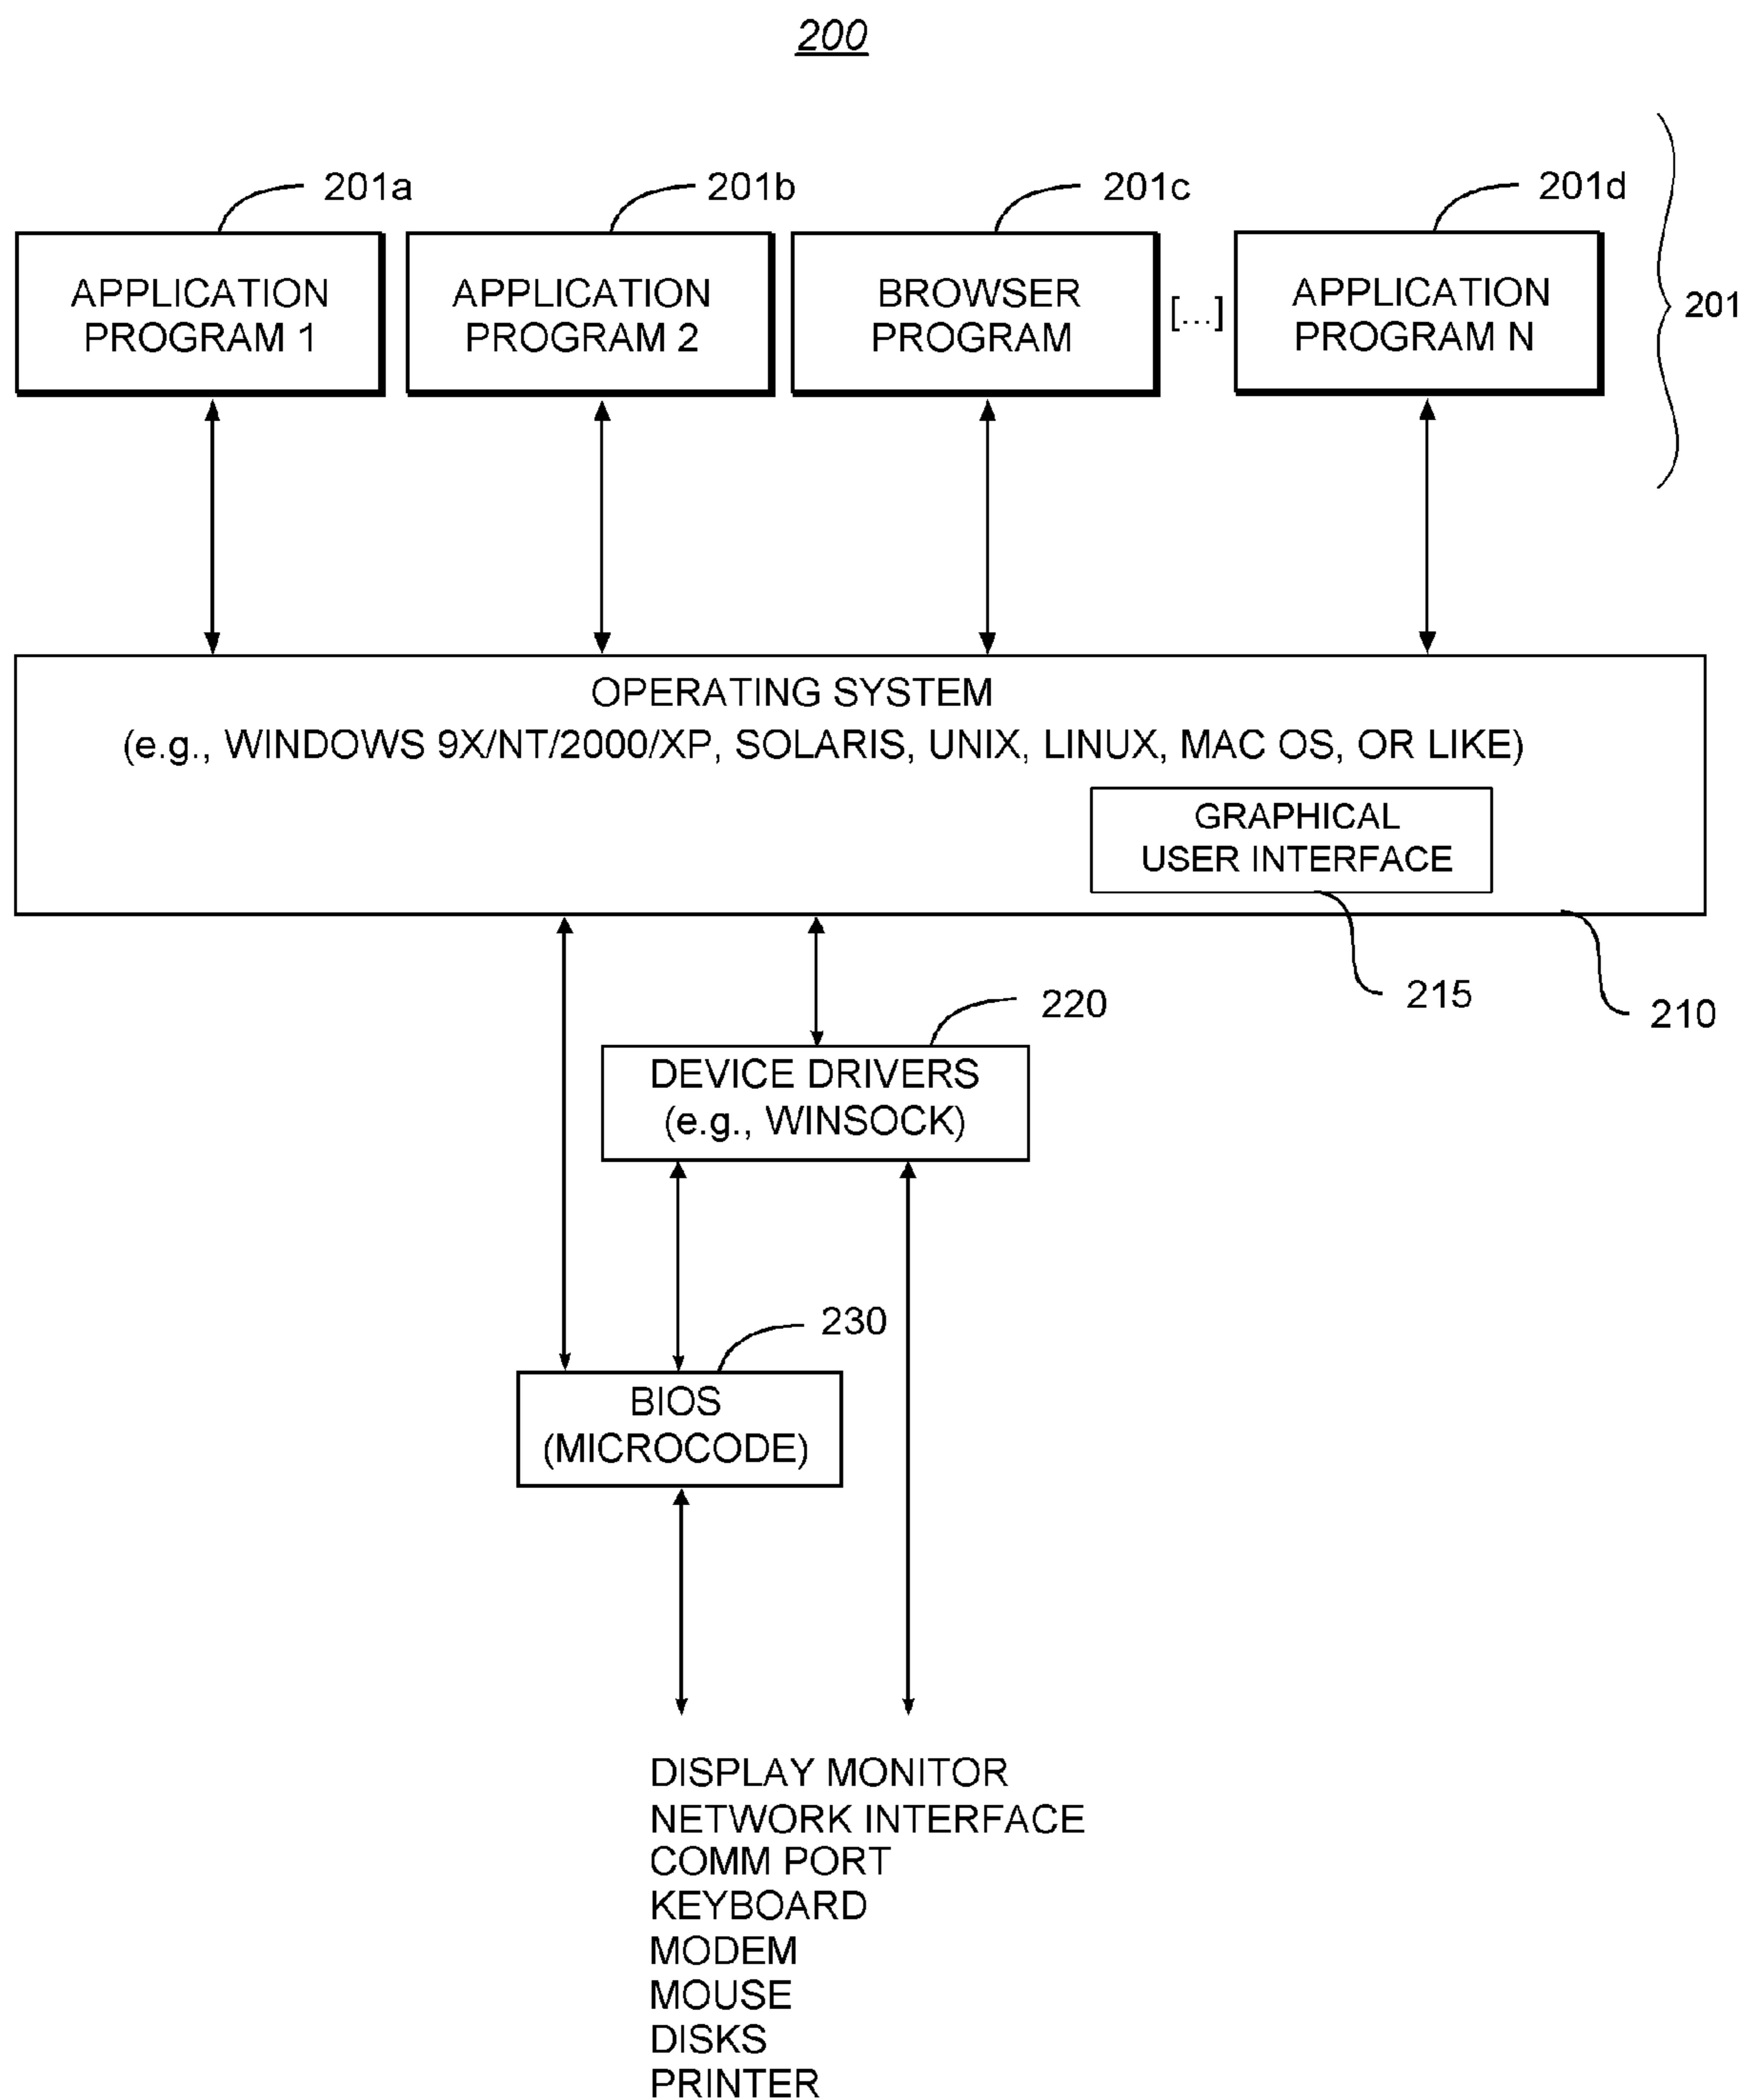 200
201a
201b
201c
201d
APPLICATION
PROGRAM 1
APPLICATION
PROGRAM 2
BROWSER
PROGRAM
[...]
APPLICATION
PROGRAM N
201
OPERATING SYSTEM
(e.g., WINDOWS 9X/NT/2000/XP, SOLARIS, UNIX, LINUX, MAC OS, OR LIKE)
GRAPHICAL
USER INTERFACE
215
210
220
DEVICE DRIVERS
(e.g., WINSOCK)
230
BIOS
(MICROCODE)
DISPLAY MONITOR
NETWORK INTERFACE
COMM PORT
KEYBOARD
MODEM
MOUSE
DISKS
PRINTER